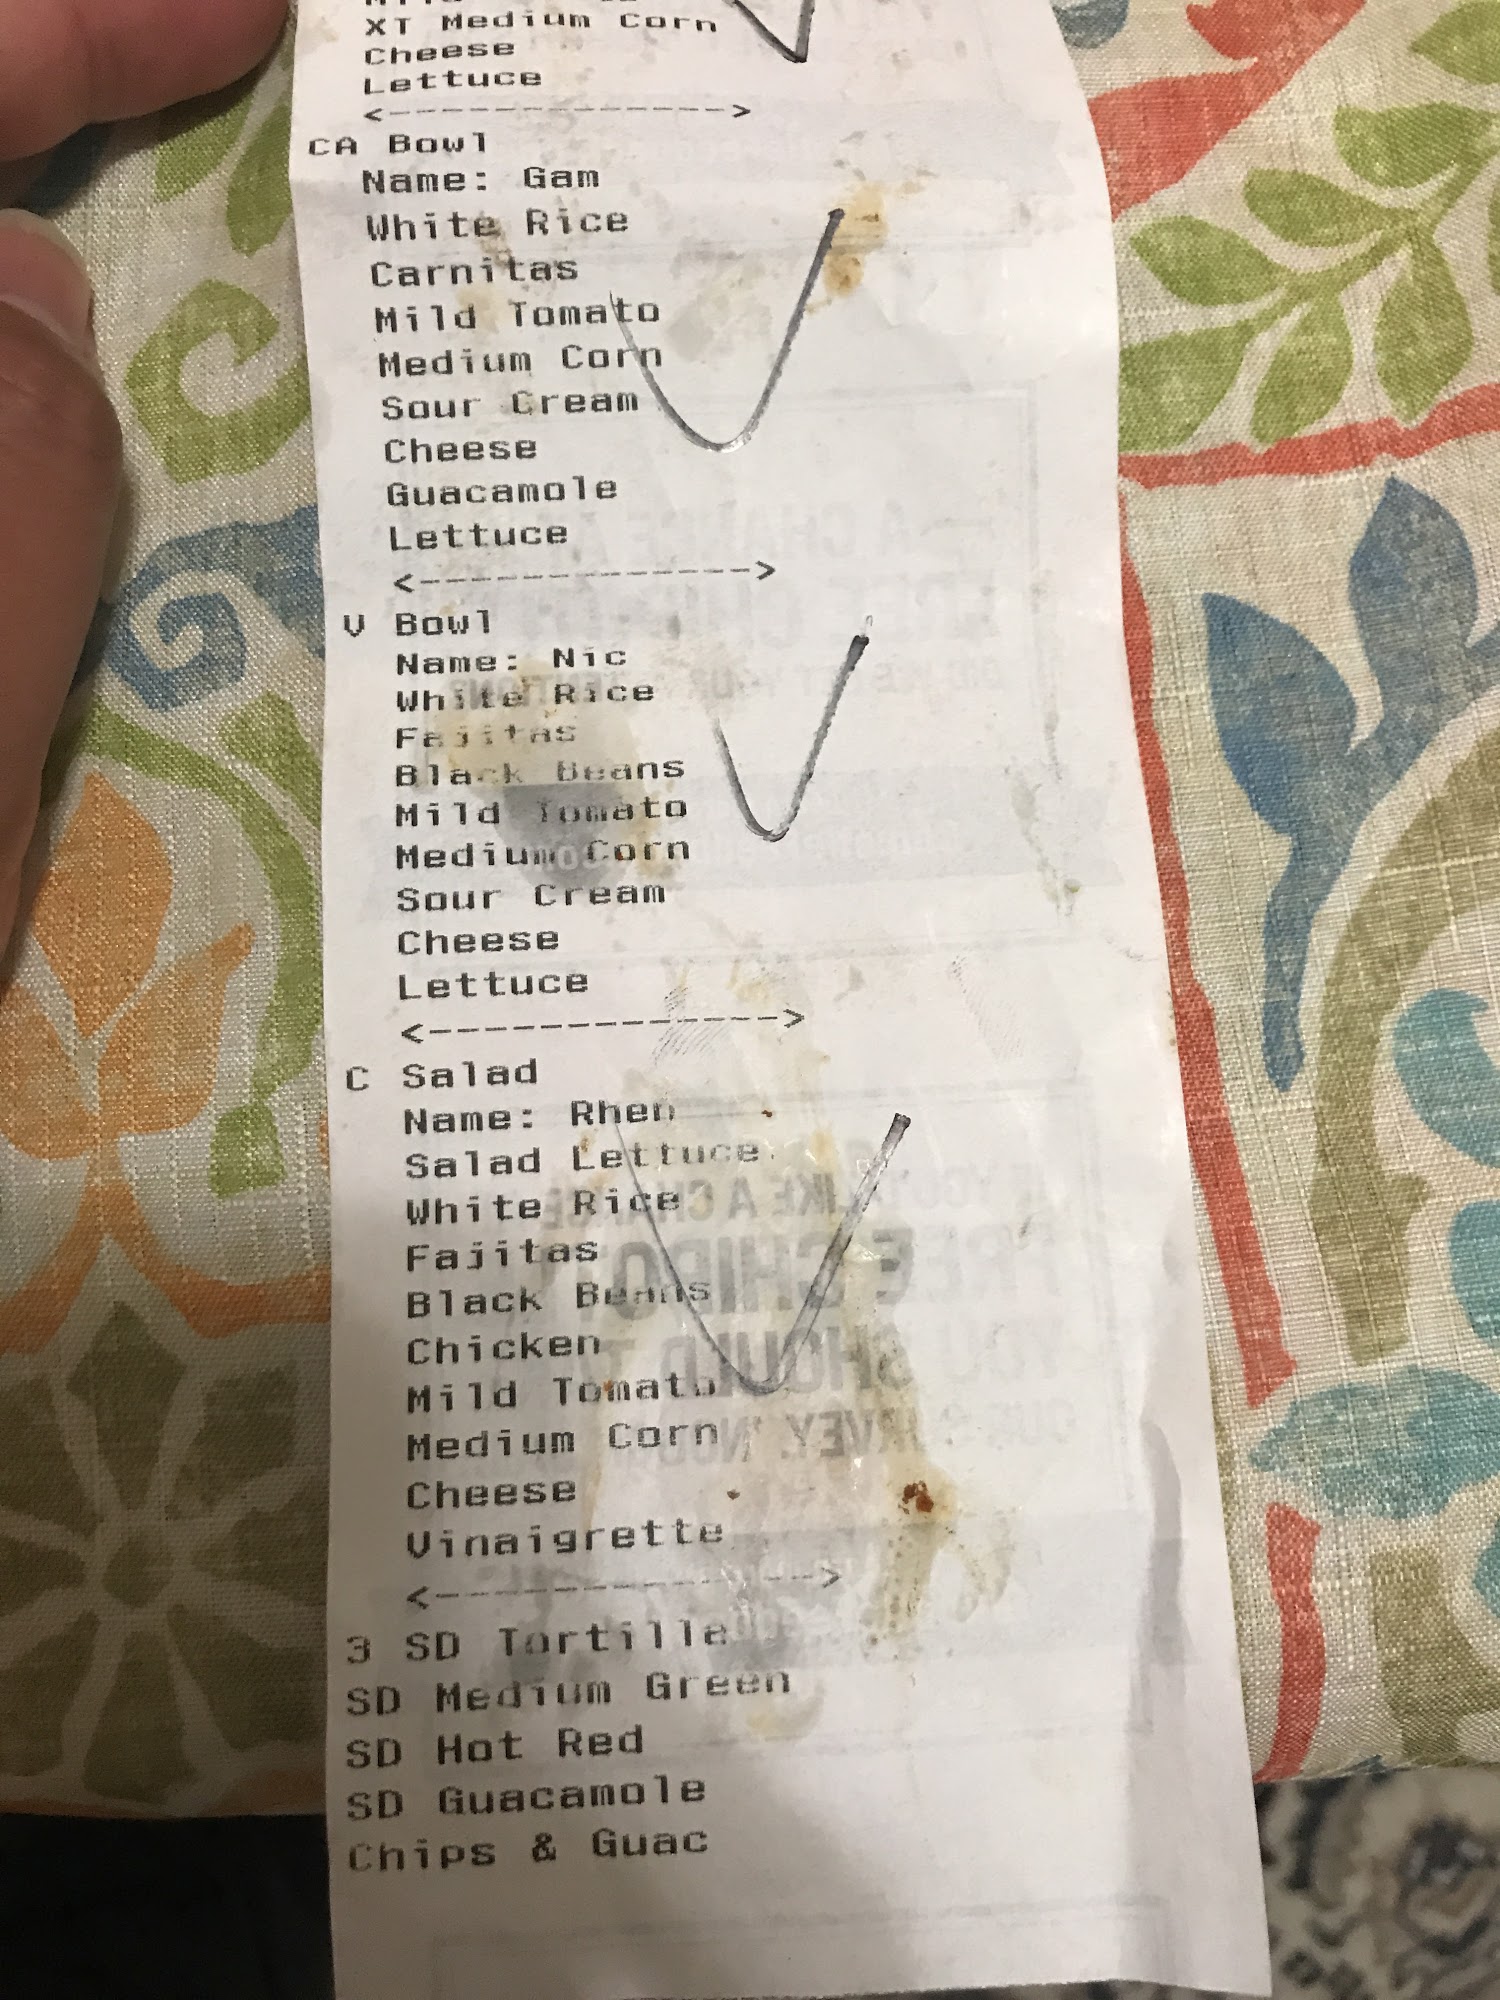 XT Medium Corn
Cheese
Lettuce
<-------------->
CA Bowl
Name: Gam
White Rice
Carnitas
Mild Tomato
Medium Corn
Sour Cream
Cheese
Guacamole
Lettuce
<-------------->
V Bowl
Name: Nic
White Rice
Fajitas
Black Beans
Mild Tomato
Medium Corn
Sour Cream
Cheese
Lettuce
<-------------->
C Salad
Name: Rhen
Salad Lettuce
White Rice
Fajitas
Black Beans
Chicken
Mild Tomato
Medium Corn
Cheese
Vinaigrette
<-------------->
3 SD Tortilla
SD Medium Green
SD Hot Red
SD Guacamole
Chips & Guac